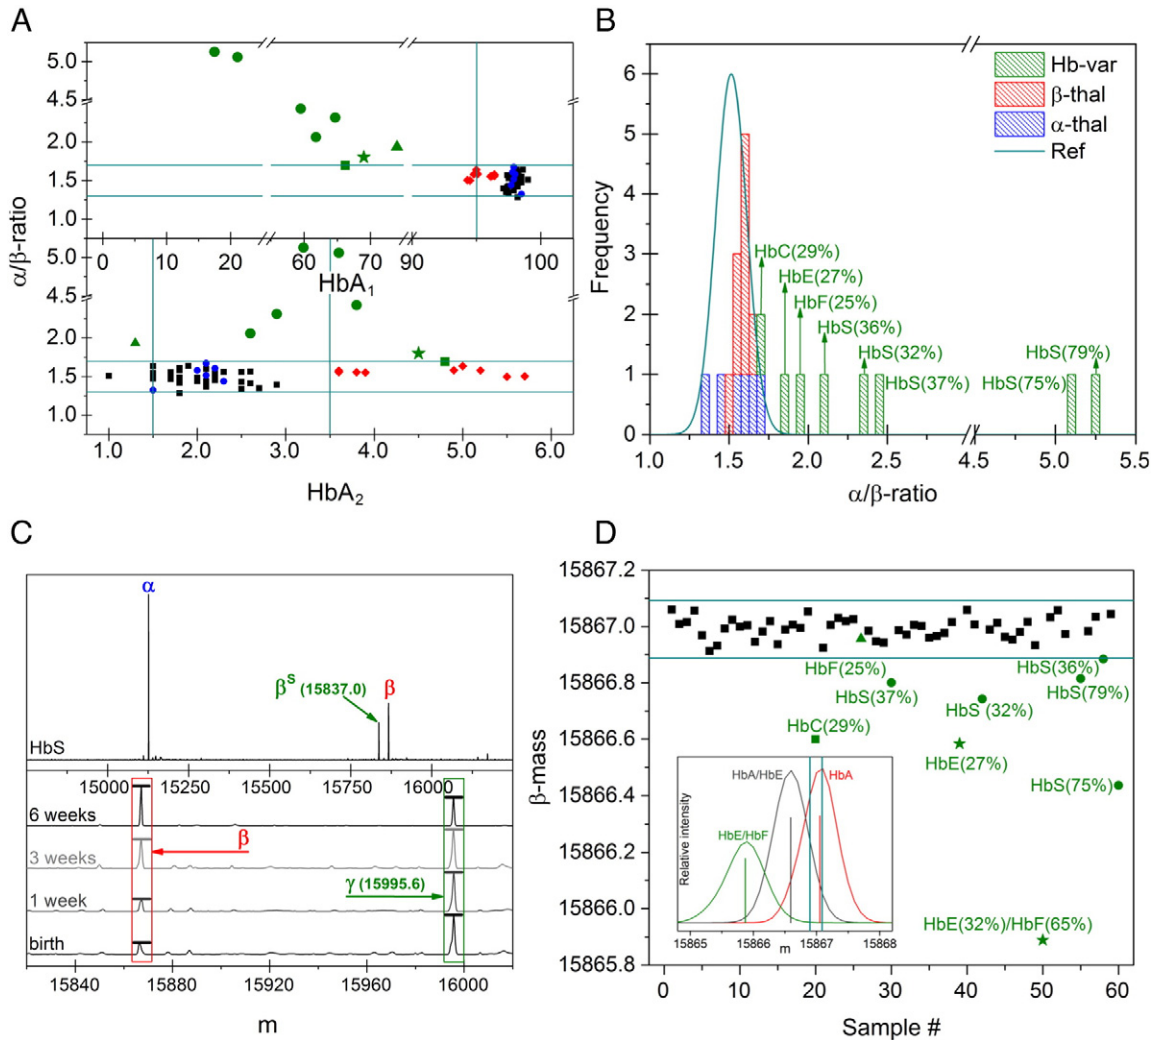 A
5.0
4.5
2.0
1.5
1.0
0 10 20 60 70 90 100
HbA1
α/β-ratio
5.0
4.5
2.0
1.5
1.0
1.0 1.5 2.0 2.5 3.0 3.5 4.0 4.5 5.0 5.5 6.0
HbA2
B
Hb-var
β-thal
α-thal
Ref
6
5
4
3
2
1
0
Frequency
HbC(29%)
HbE(27%)
HbF(25%)
HbS(36%)
HbS(32%)
HbS(37%)
HbS(79%)
HbS(75%)
1.0 1.5 2.0 2.5 4.5 5.0 5.5
α/β-ratio
C
α
βS (15837.0)
β
HbS
15000 15250 15750 16000
6 weeks
3 weeks
β
1 week
γ (15995.6)
birth
15840 15880 15920 15960 16000
m
D
15867.2
15867.0
15866.8
15866.6
15866.4
15866.2
15866.0
15865.8
β-mass
HbF(25%)
HbS(36%)
HbS(37%)
HbS(79%)
HbS (32%)
HbC(29%)
HbE(27%)
HbS(75%)
HbA/HbE
HbA
HbE/HbF
Relative intensity
15865 15866 15867 15868
m
HbE(32%)/HbF(65%)
0 10 20 30 40 50 60
Sample #